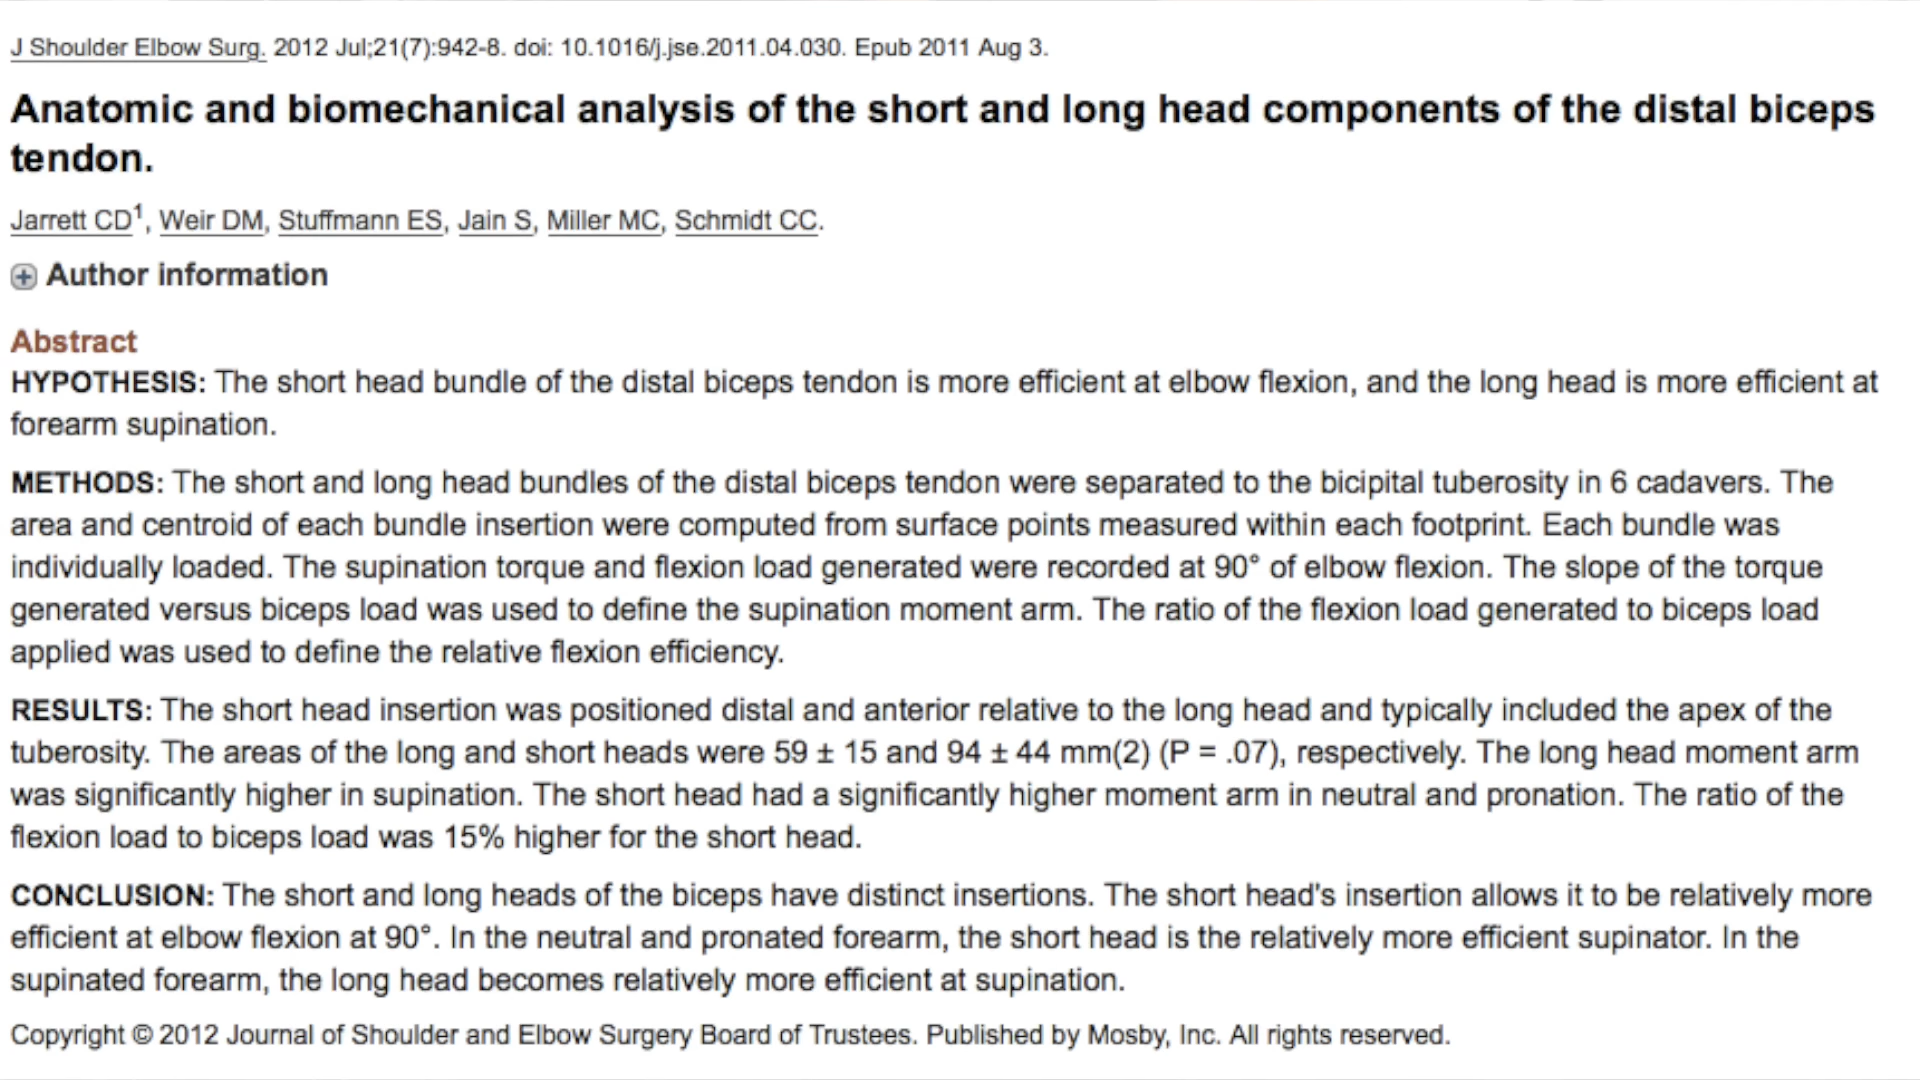 J Shoulder Elbow Surg. 2012 Jul;21(7):942-8. doi: 10.1016/j.jse.2011.04.030. Epub 2011 Aug 3.
Anatomic and biomechanical analysis of the short and long head components of the distal biceps
tendon.
Jarrett CD1, Weir DM, Stuffmann ES, Jain S, Miller MC, Schmidt CC.
Author information
Abstract
HYPOTHESIS: The short head bundle of the distal biceps tendon is more efficient at elbow flexion, and the long head is more efficient at
forearm supination.
METHODS: The short and long head bundles of the distal biceps tendon were separated to the bicipital tuberosity in 6 cadavers. The
area and centroid of each bundle insertion were computed from surface points measured within each footprint. Each bundle was
individually loaded. The supination torque and flexion load generated were recorded at 90° of elbow flexion. The slope of the torque
generated versus biceps load was used to define the supination moment arm. The ratio of the flexion load generated to biceps load
applied was used to define the relative flexion efficiency.
RESULTS: The short head insertion was positioned distal and anterior relative to the long head and typically included the apex of the
tuberosity. The areas of the long and short heads were 59 ± 15 and 94 ± 44 mm(2) (P = .07), respectively. The long head moment arm
was significantly higher in supination. The short head had a significantly higher moment arm in neutral and pronation. The ratio of the
flexion load to biceps load was 15% higher for the short head.
CONCLUSION: The short and long heads of the biceps have distinct insertions. The short head's insertion allows it to be relatively more
efficient at elbow flexion at 90°. In the neutral and pronated forearm, the short head is the relatively more efficient supinator. In the
supinated forearm, the long head becomes relatively more efficient at supination.
Copyright © 2012 Journal of Shoulder and Elbow Surgery Board of Trustees. Published by Mosby, Inc. All rights reserved.